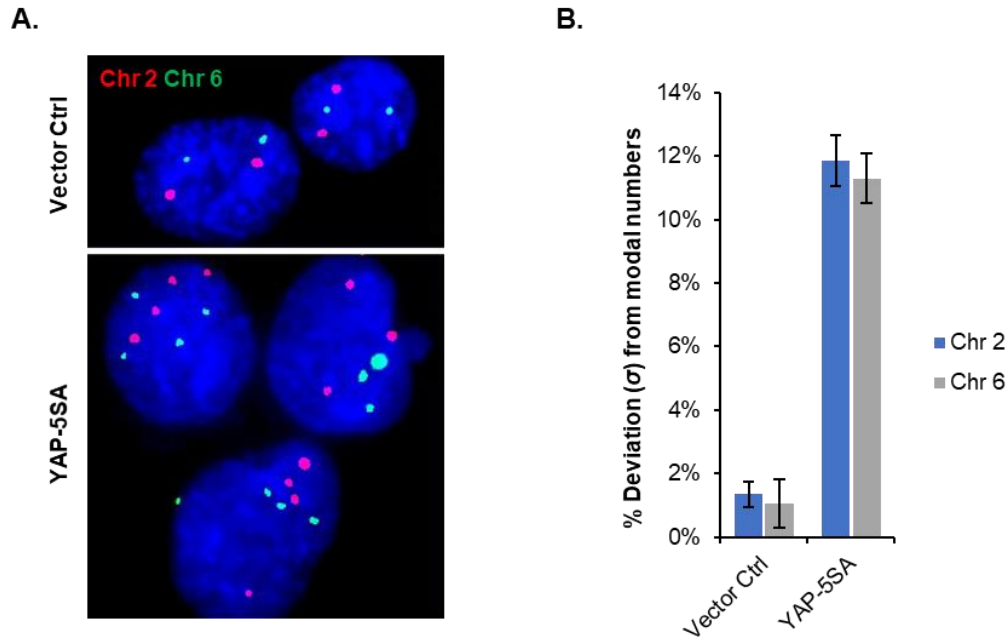 A.
B.
Vector Ctrl
Chr 2 Chr 6
YAP-5SA
% Deviation (σ) from modal numbers
14%
12%
10%
8%
6%
4%
2%
0%
Vector Ctrl
YAP-5SA
Chr 2
Chr 6